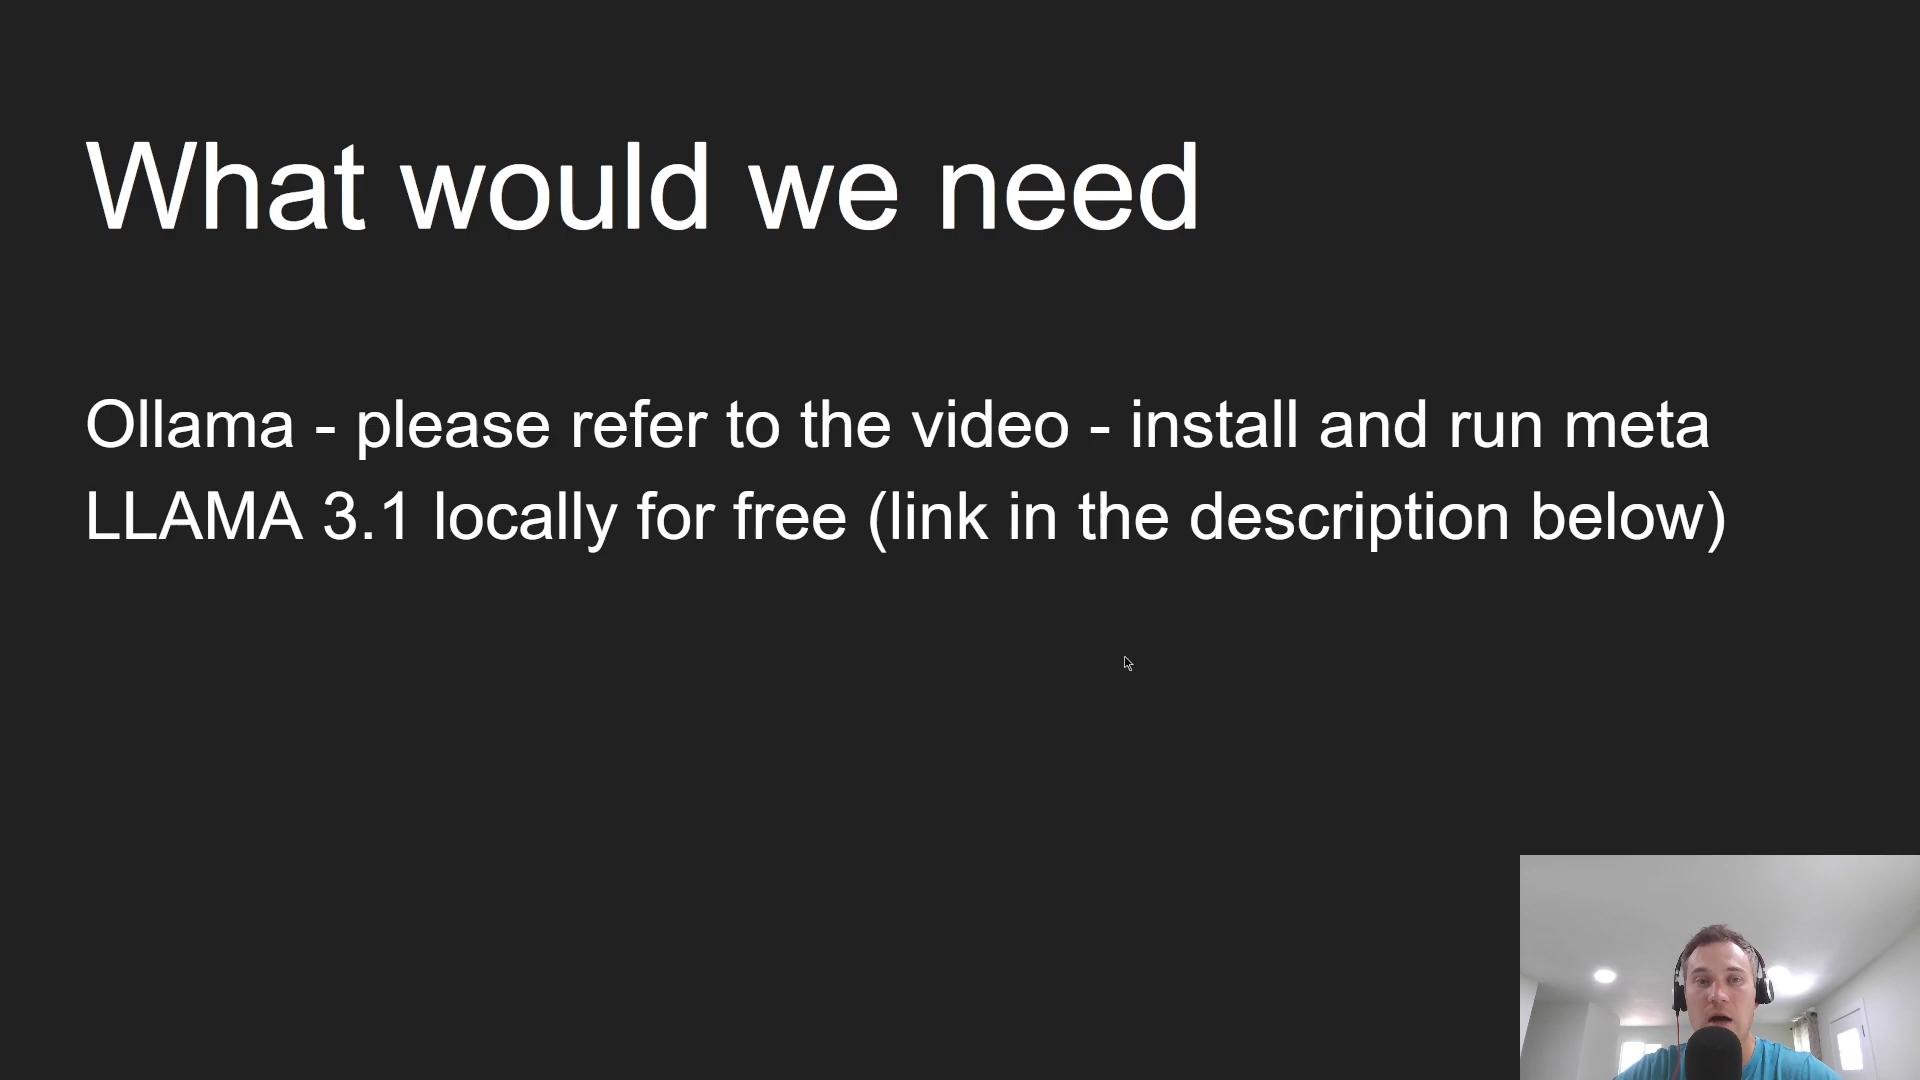 What would we need
Ollama - please refer to the video - install and run meta
LLAMA 3.1 locally for free (link in the description below)